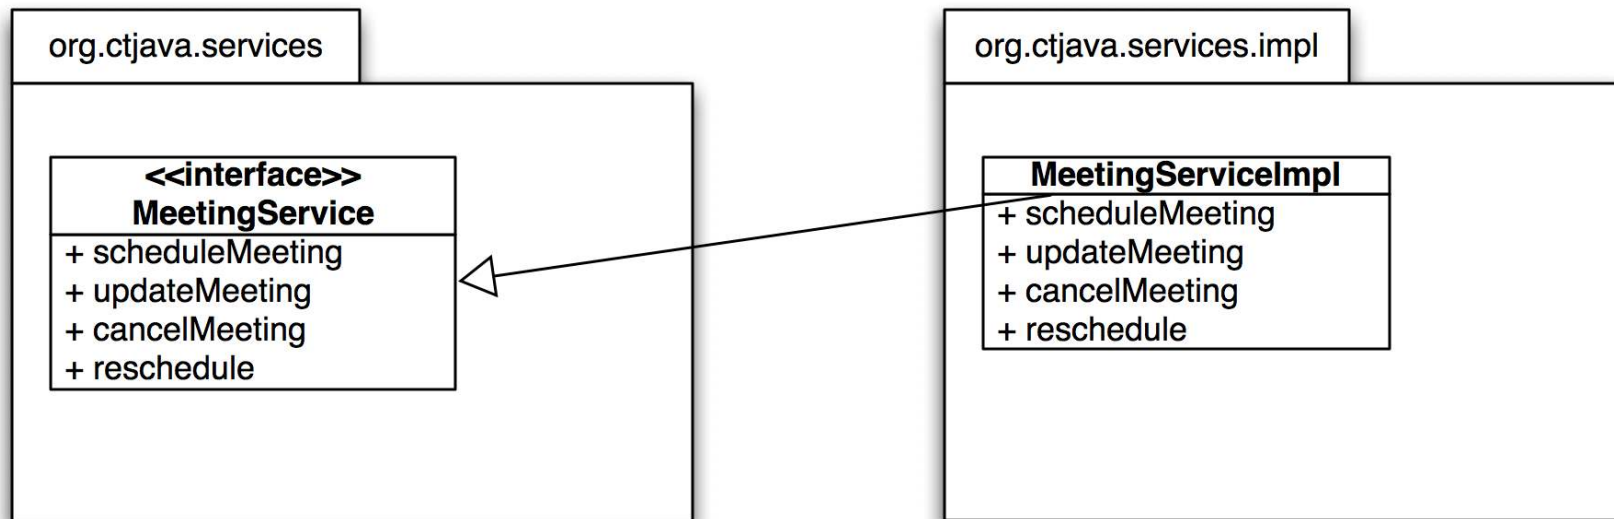 org.ctjava.services
<<interface>>
MeetingService
+ scheduleMeeting
+ updateMeeting
+ cancelMeeting
+ reschedule
org.ctjava.services.impl
MeetingServiceImpl
+ scheduleMeeting
+ updateMeeting
+ cancelMeeting
+ reschedule